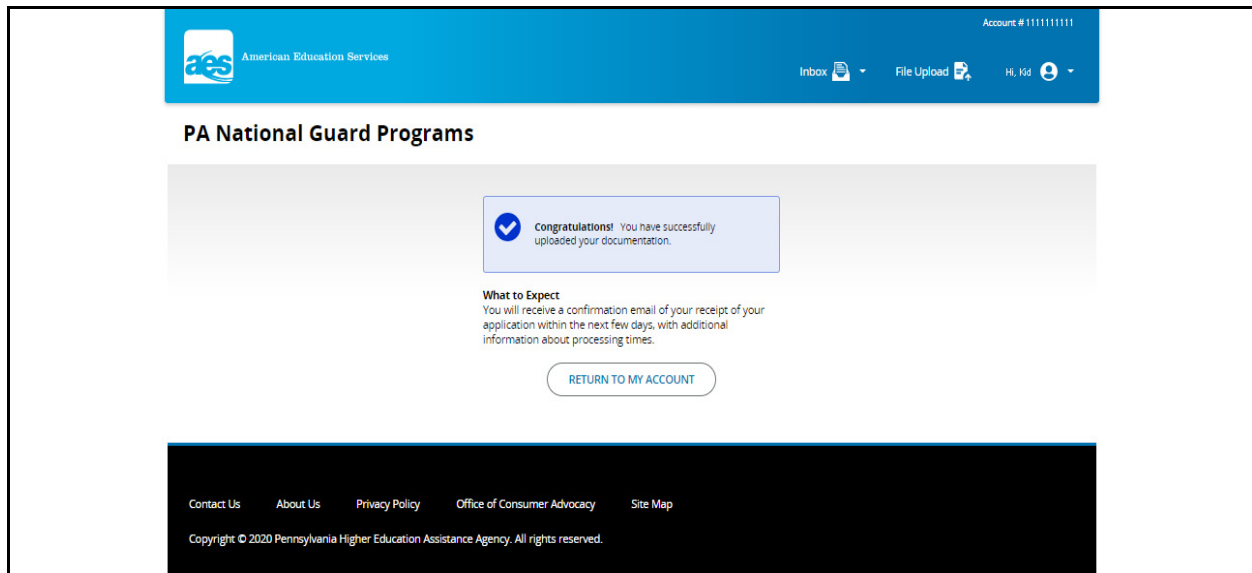 Account # 1111111111
aes American Education Services
Inbox File Upload Hi, Kid
PA National Guard Programs
Congratulations! You have successfully
uploaded your documentation.
What to Expect
You will receive a confirmation email of your receipt of your
application within the next few days, with additional
information about processing times.
RETURN TO MY ACCOUNT
Contact Us About Us Privacy Policy Office of Consumer Advocacy Site Map
Copyright © 2020 Pennsylvania Higher Education Assistance Agency. All rights reserved.